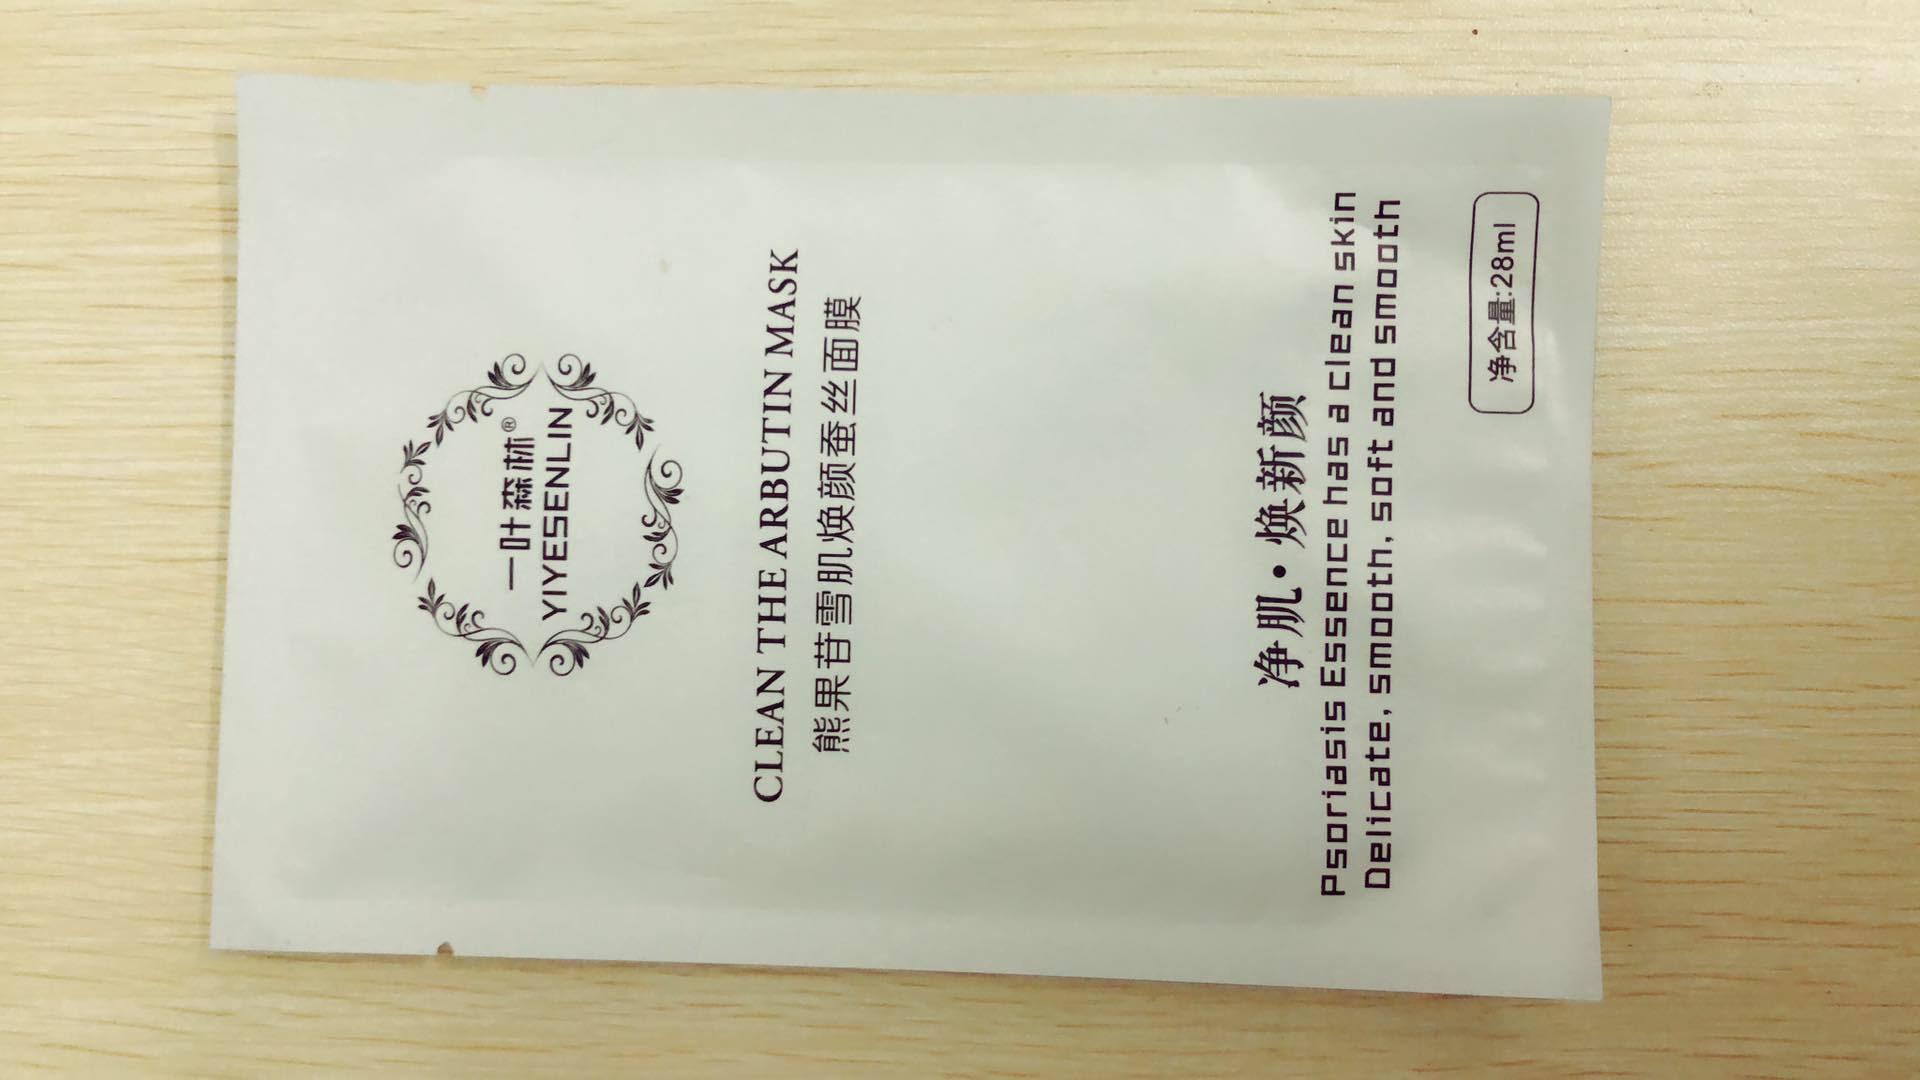 一叶森林®
YIYESENLIN
CLEAN THE ARBUTIN MASK
熊果苷雪肌焕颜蚕丝面膜
净肌·焕新颜
Psoriasis Essence has a clean skin
Delicate, smooth, soft and smooth
净含量:28ml